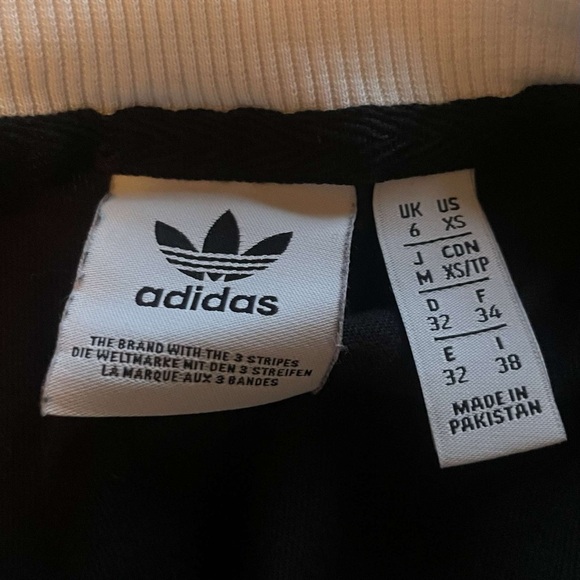 adidas
THE BRAND WITH THE 3 STRIPES
DIE WELTMARKE MIT DEN 3 STREIFEN
LA MARQUE AUX 3 BANDES
UK US
6 XS
J CDN
M XS/TP
D F
32 34
E I
32 38
MADE IN
PAKISTAN